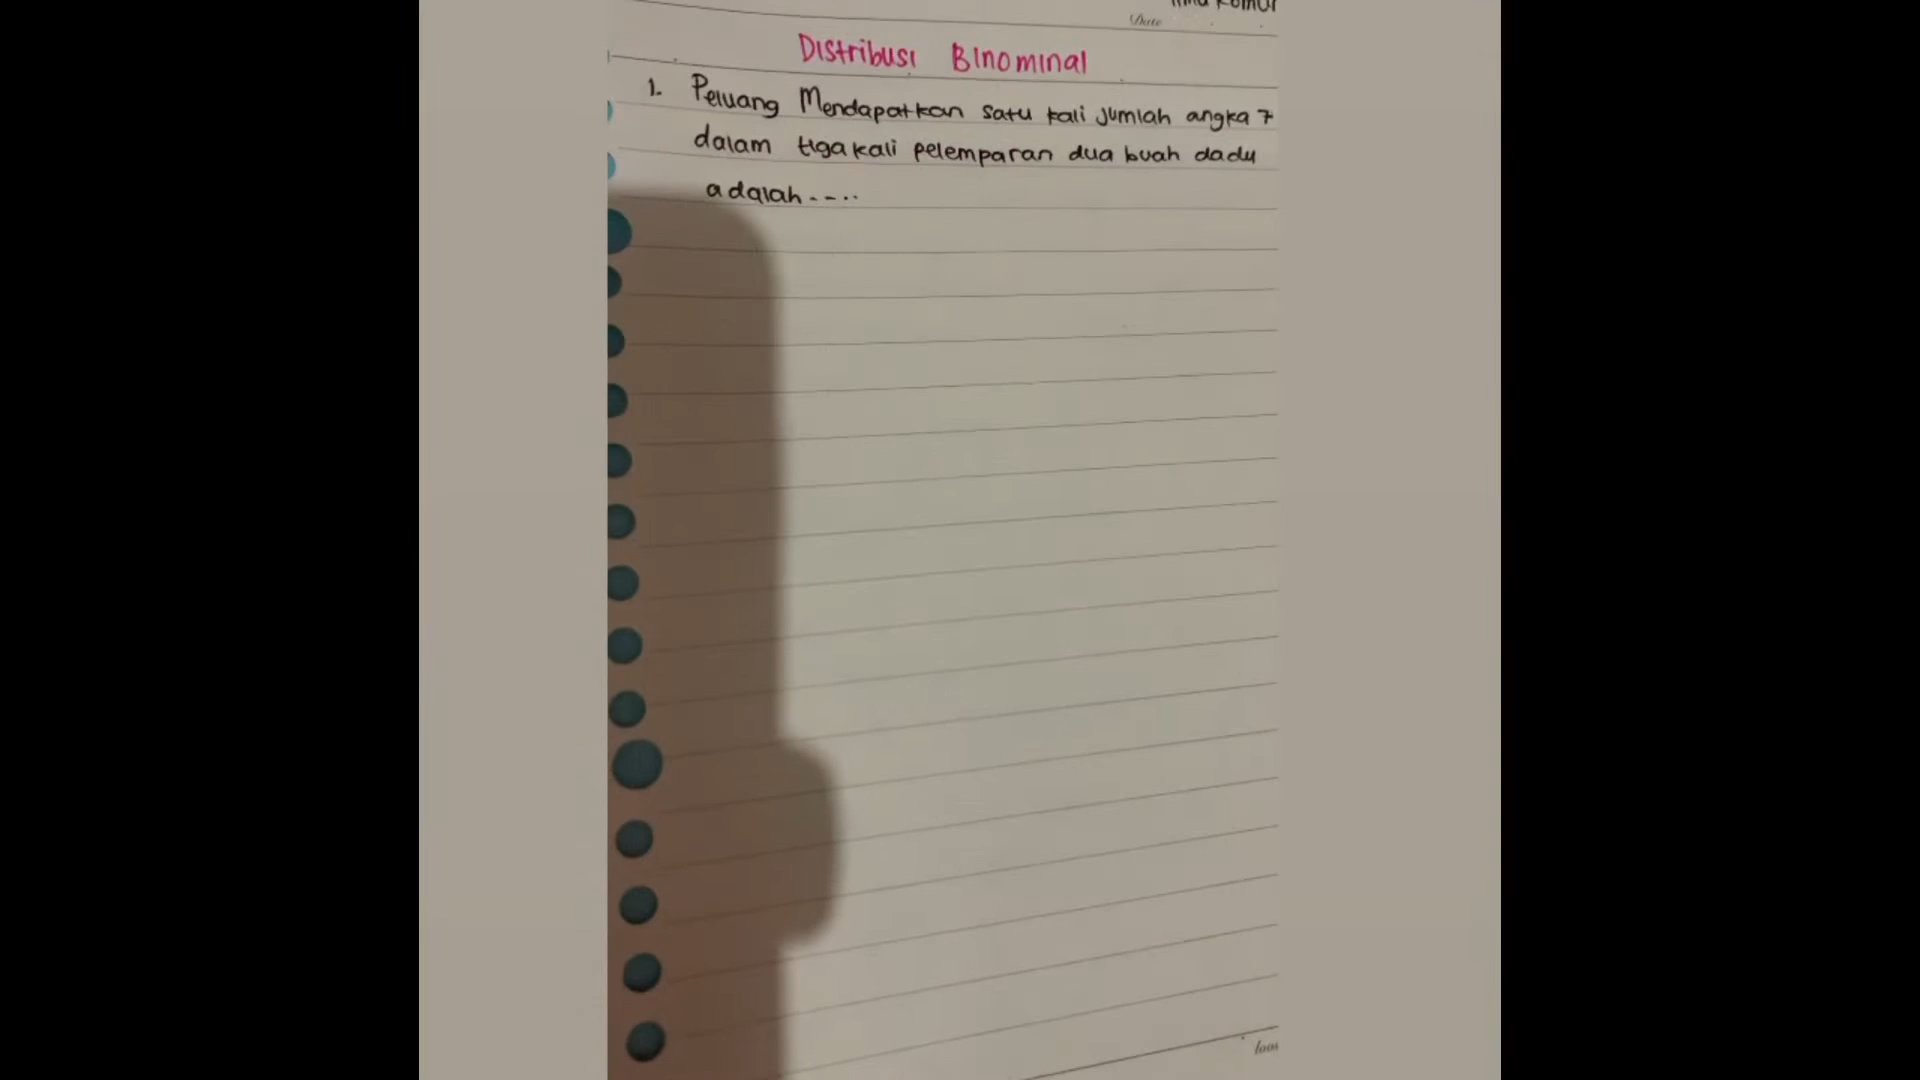 Date
Distribusi Binominal
1. Peluang Mendapatkan satu kali jumlah angka 7
dalam tiga kali pelemparan dua buah dadu
adalah....